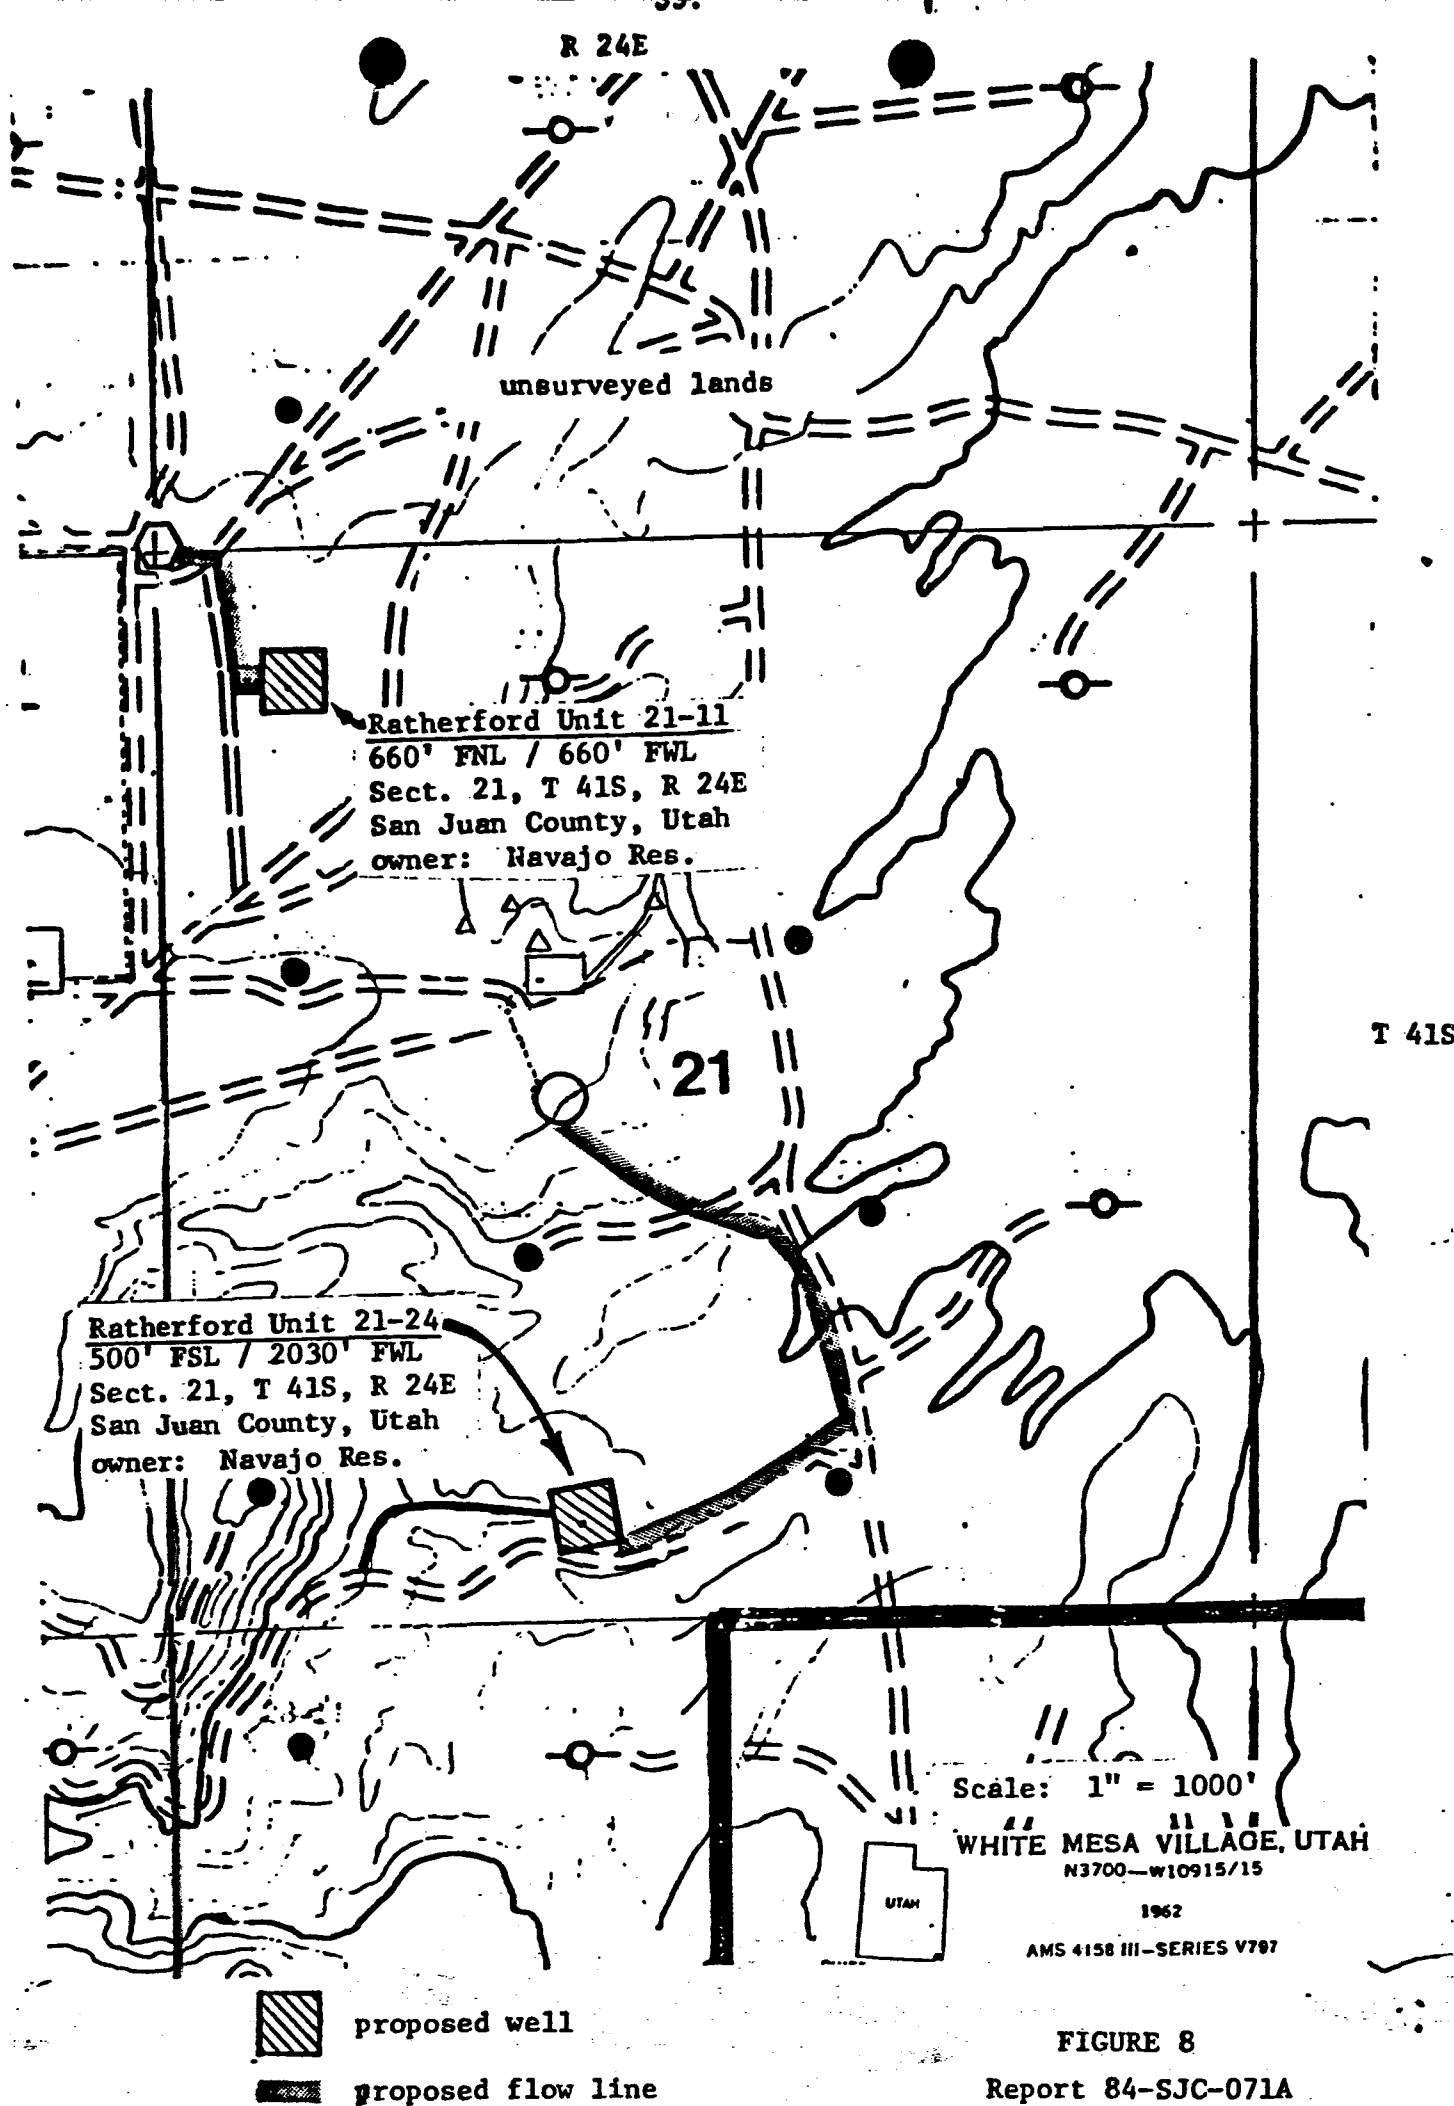 39.
R 24E
unsurveyed lands
Ratherford Unit 21-11
660' FNL / 660' FWL
Sect. 21, T 41S, R 24E
San Juan County, Utah
owner: Navajo Res.
T 41S
21
Ratherford Unit 21-24
500' FSL / 2030' FWL
Sect. 21, T 41S, R 24E
San Juan County, Utah
owner: Navajo Res.
Scale: 1" = 1000'
WHITE MESA VILLAGE, UTAH
N3700—W10915/15
1962
AMS 4158 III-SERIES V797
UTAH
proposed well
proposed flow line
FIGURE 8
Report 84-SJC-071A